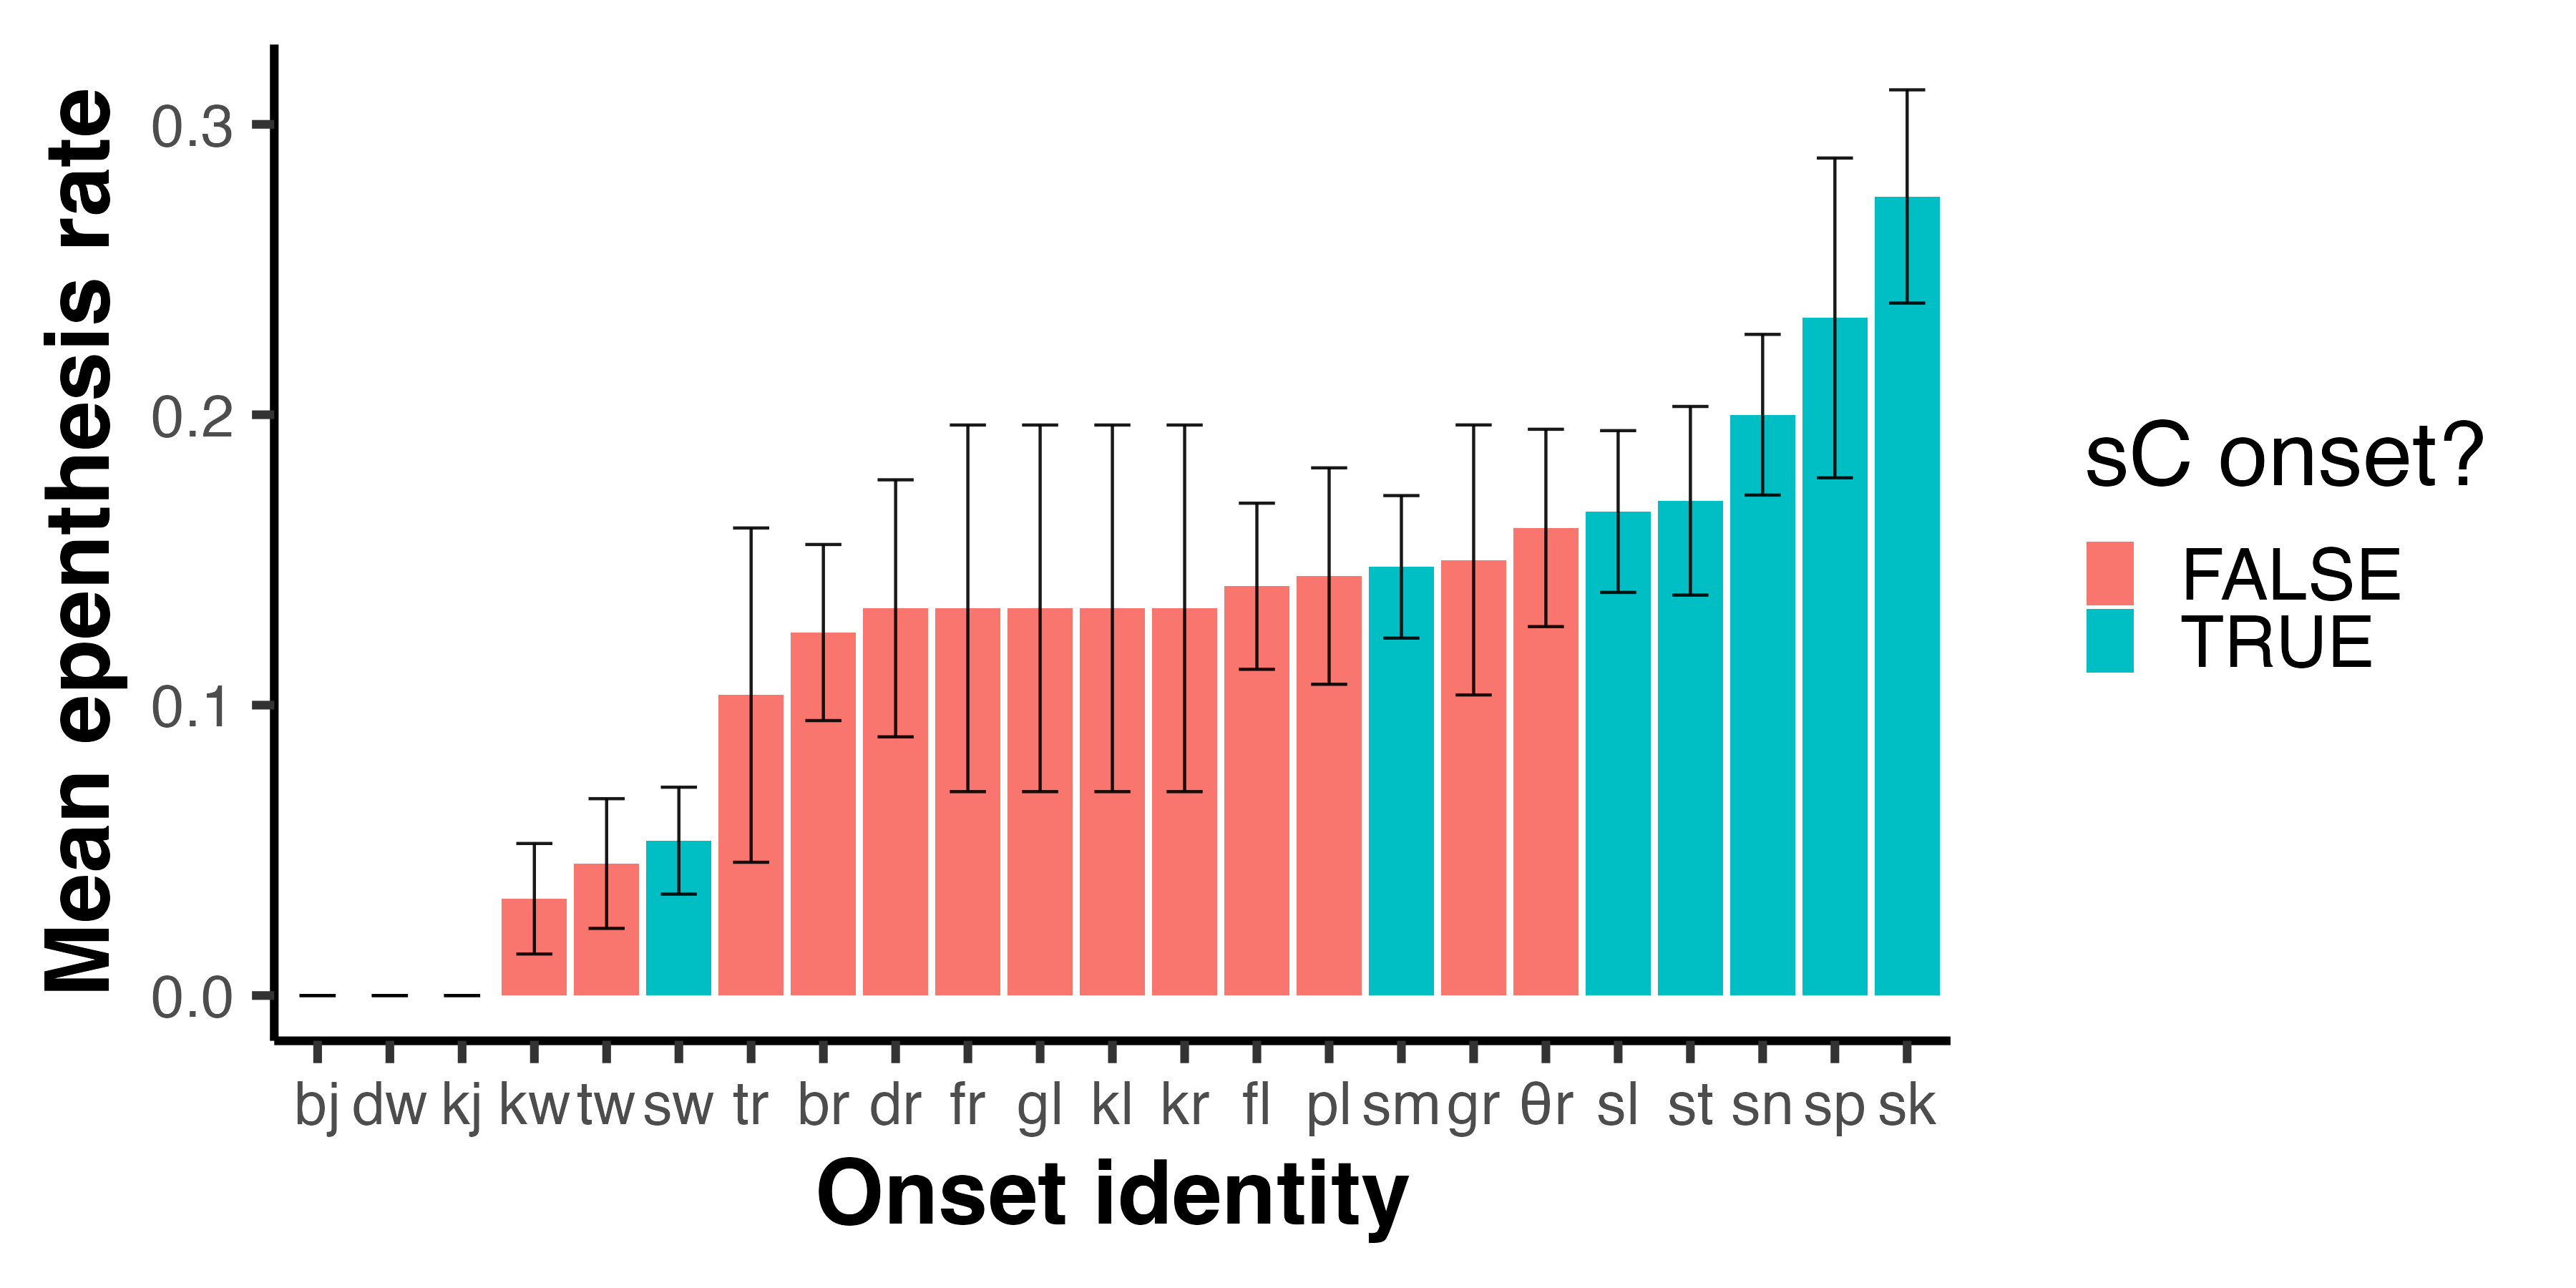 Mean epenthesis rate
0.3
0.2
0.1
0.0
bj dw kj kw tw sw tr br dr fr gl kl kr fl pl sm gr θr sl st sn sp sk
Onset identity
sC onset?
FALSE
TRUE